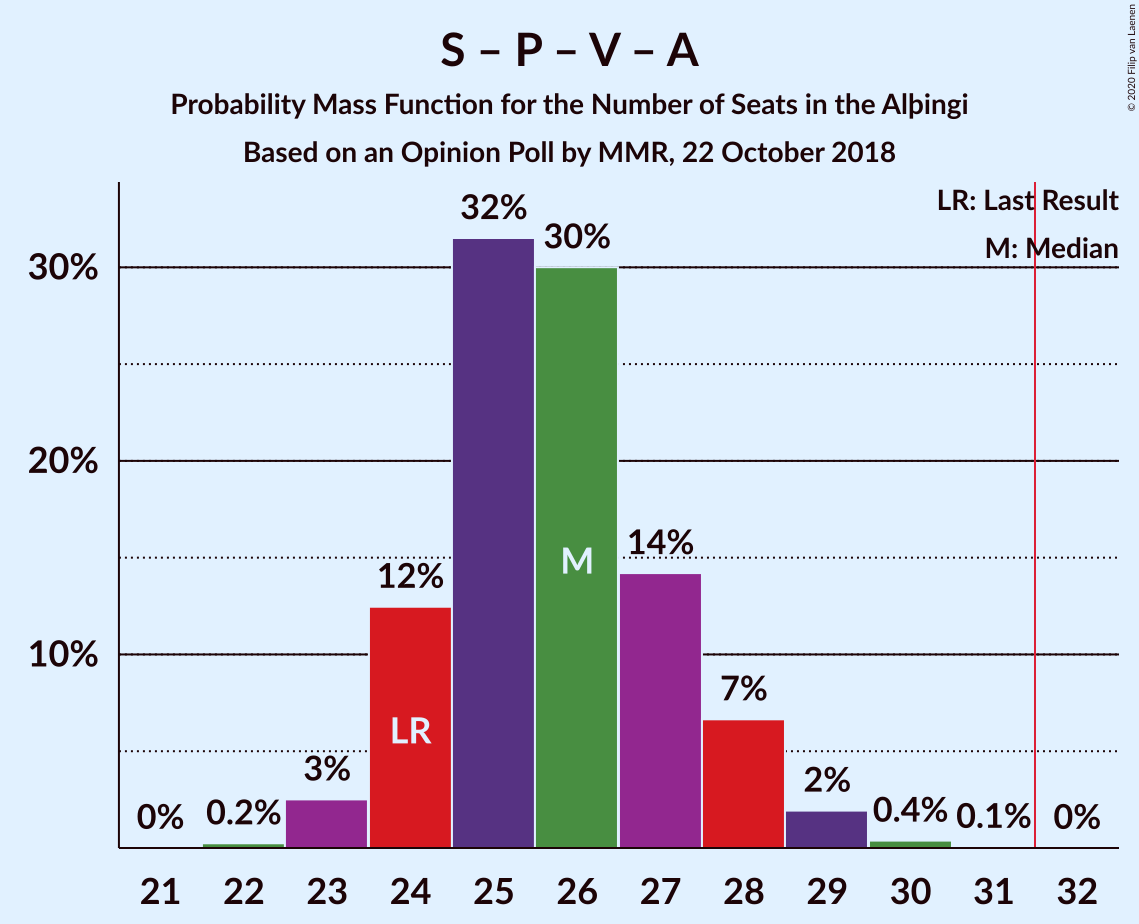 S – P – V – A
Probability Mass Function for the Number of Seats in the Alþingi
Based on an Opinion Poll by MMR, 22 October 2018
© 2020 Filip van Laenen
LR: Last Result
M: Median
30%
20%
10%
0%
0.2%
3%
12%
32%
30%
14%
7%
2%
0.4%
0.1%
0%
LR
M
21 22 23 24 25 26 27 28 29 30 31 32